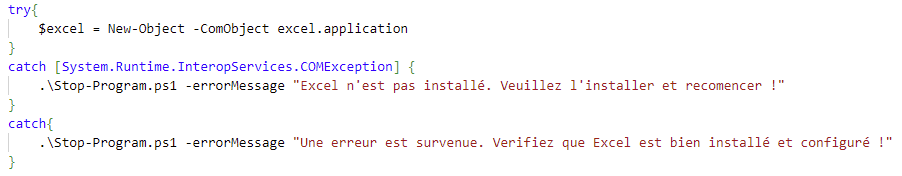 try{
    $excel = New-Object -ComObject excel.application
}
catch [System.Runtime.InteropServices.COMException] {
    .\Stop-Program.ps1 -errorMessage "Excel n'est pas installé. Veuillez l'installer et recomencer !"
}
catch{
    .\Stop-Program.ps1 -errorMessage "Une erreur est survenue. Verifiez que Excel est bien installé et configuré !"
}